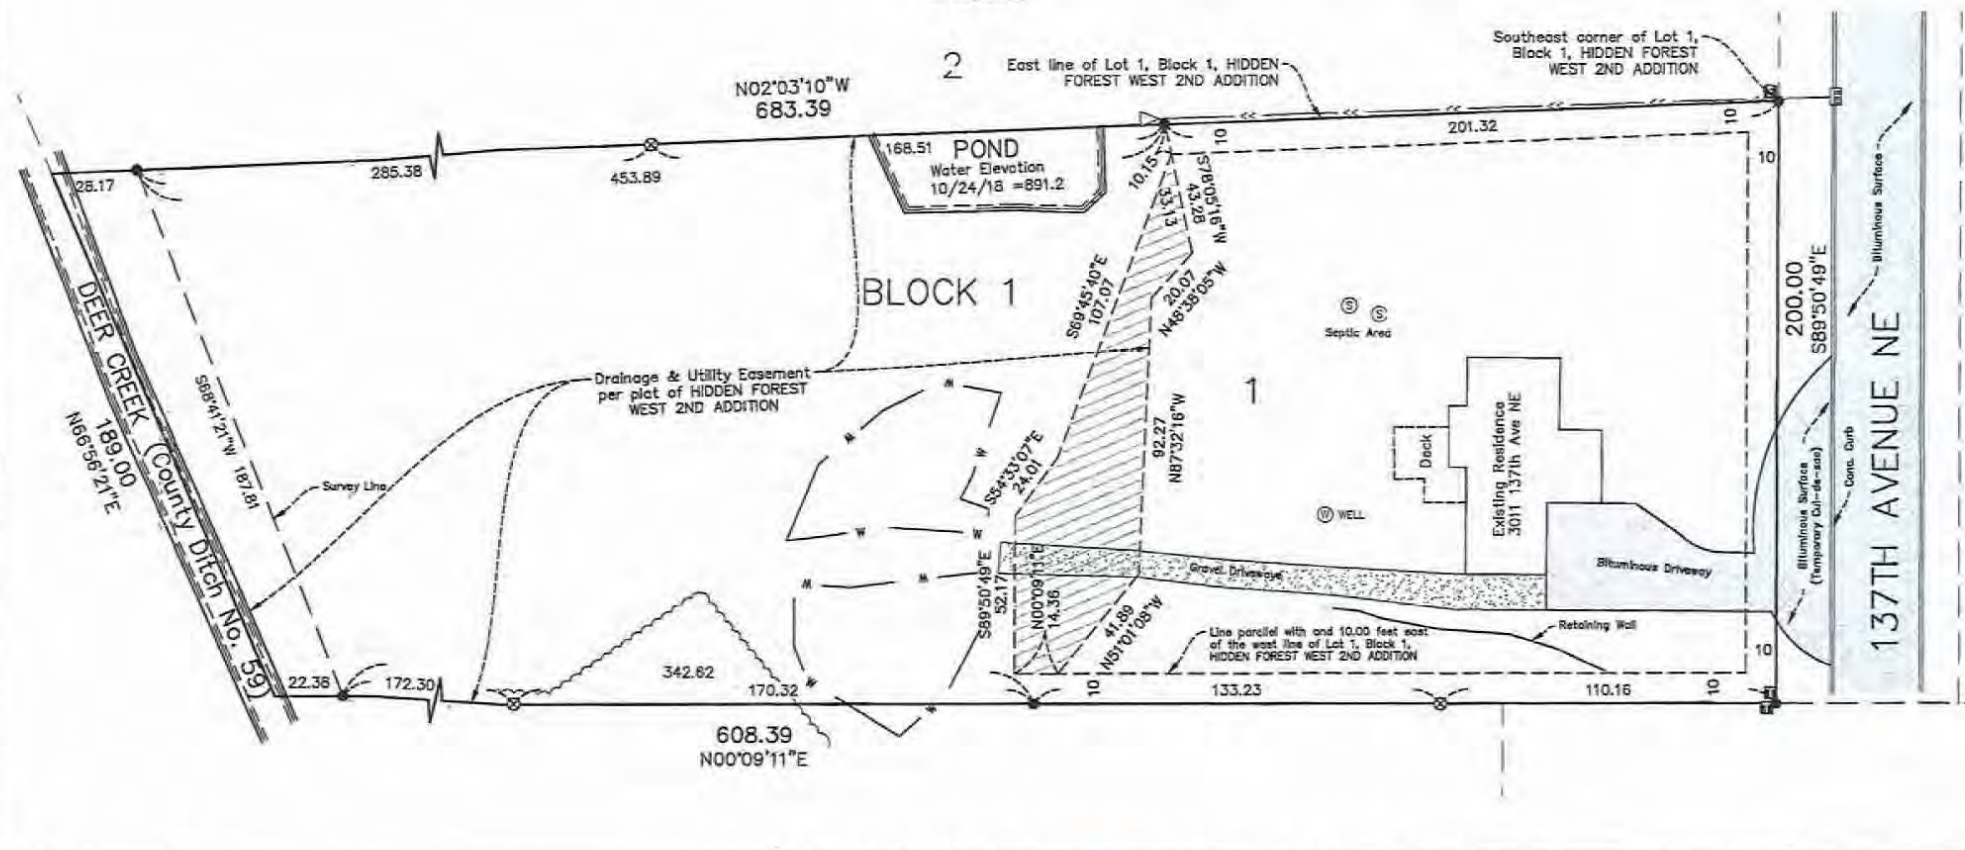 2
N02°03'10"W
683.39
East line of Lot 1, Block 1, HIDDEN
FOREST WEST 2ND ADDITION
Southeast corner of Lot 1,
Block 1, HIDDEN FOREST
WEST 2ND ADDITION
28.17
285.38
453.89
168.51
POND
Water Elevation
10/24/18 =891.2
10
201.32
10
10
10.15
33.13
S78°05'16"W
43.28
S69°45'40"E
107.07
20.07
N48°38'05"W
BLOCK 1
S
S
Septic Area
200.00
S89°50'49"E
Bituminous Surface
137TH AVENUE NE
DEER CREEK (County Ditch No. 59)
189.00
N66°56'21"E
S68°41'21"W 187.81
Survey Line
Drainage & Utility Easement
per plat of HIDDEN FOREST
WEST 2ND ADDITION
W
W
W
W
W
W
W
W
W
W
S54°33'07"E
24.01
92.27
N87°32'16"W
1
Deck
Existing Residence
3011 137th Ave NE
W WELL
Bituminous Surface
(Temporary Cul-de-sac)
Conc. Curb
S89°50'49"E
52.17
N00°09'11"E
14.36
Gravel Driveway
Bituminous Driveway
41.89
N51°01'08"W
Line parallel with and 10.00 feet east
of the west line of Lot 1, Block 1,
HIDDEN FOREST WEST 2ND ADDITION
Retaining Wall
10
22.38
172.30
342.62
170.32
10
133.23
110.16
10
608.39
N00°09'11"E